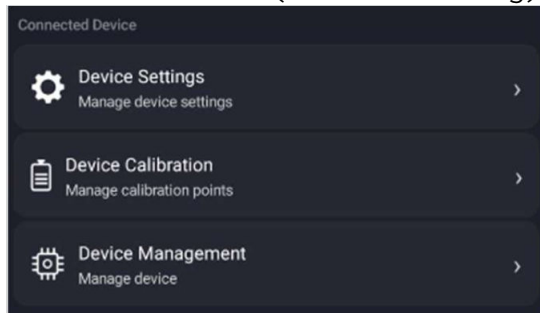 Connected Device
Device Settings
Manage device settings
Device Calibration
Manage calibration points
Device Management
Manage device